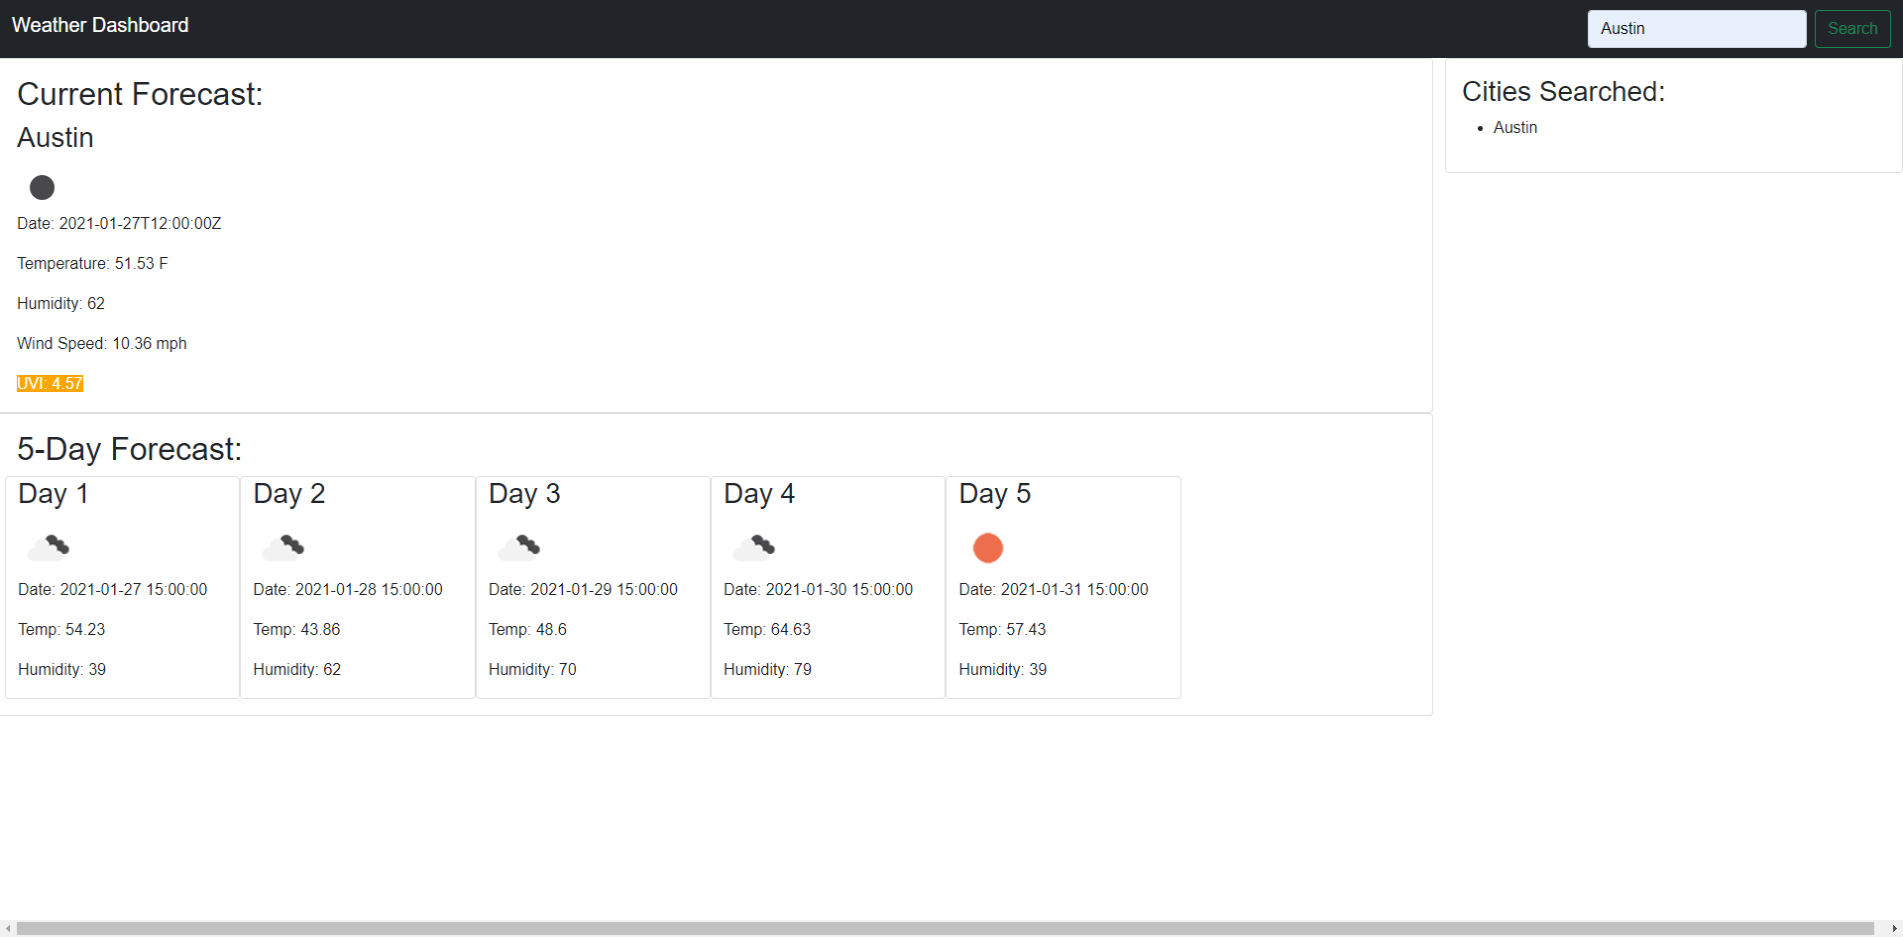 Weather Dashboard
Austin
Search
Current Forecast:
Austin
Date: 2021-01-27T12:00:00Z
Temperature: 51.53 F
Humidity: 62
Wind Speed: 10.36 mph
UVI: 4.57
Cities Searched:
Austin
5-Day Forecast:
Day 1
Date: 2021-01-27 15:00:00
Temp: 54.23
Humidity: 39
Day 2
Date: 2021-01-28 15:00:00
Temp: 43.86
Humidity: 62
Day 3
Date: 2021-01-29 15:00:00
Temp: 48.6
Humidity: 70
Day 4
Date: 2021-01-30 15:00:00
Temp: 64.63
Humidity: 79
Day 5
Date: 2021-01-31 15:00:00
Temp: 57.43
Humidity: 39